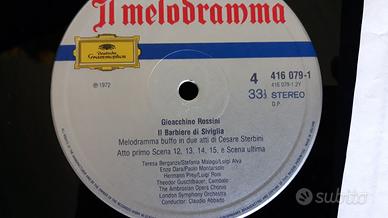 Il melodramma
Deutsche
Grammophon
℗ 1972
4
416 079-1
416 079-1 2Y
33⅓ STEREO
D.P.
Gioacchino Rossini
Il Barbiere di Siviglia
Melodramma buffo in due atti di Cesare Sterbini
Atto primo Scena 12, 13, 14, 15, e Scena ultima
Teresa Berganza/Stefania Malagú/Luigi Alva
Enzo Dara/Paolo Montarsolo
Hermann Prey/Luigi Roni
Theodor Guschlbauer, Cembalo
The Ambrosian Opera Chorus
London Symphony Orchestra
Conductor: Claudio Abbado
subito